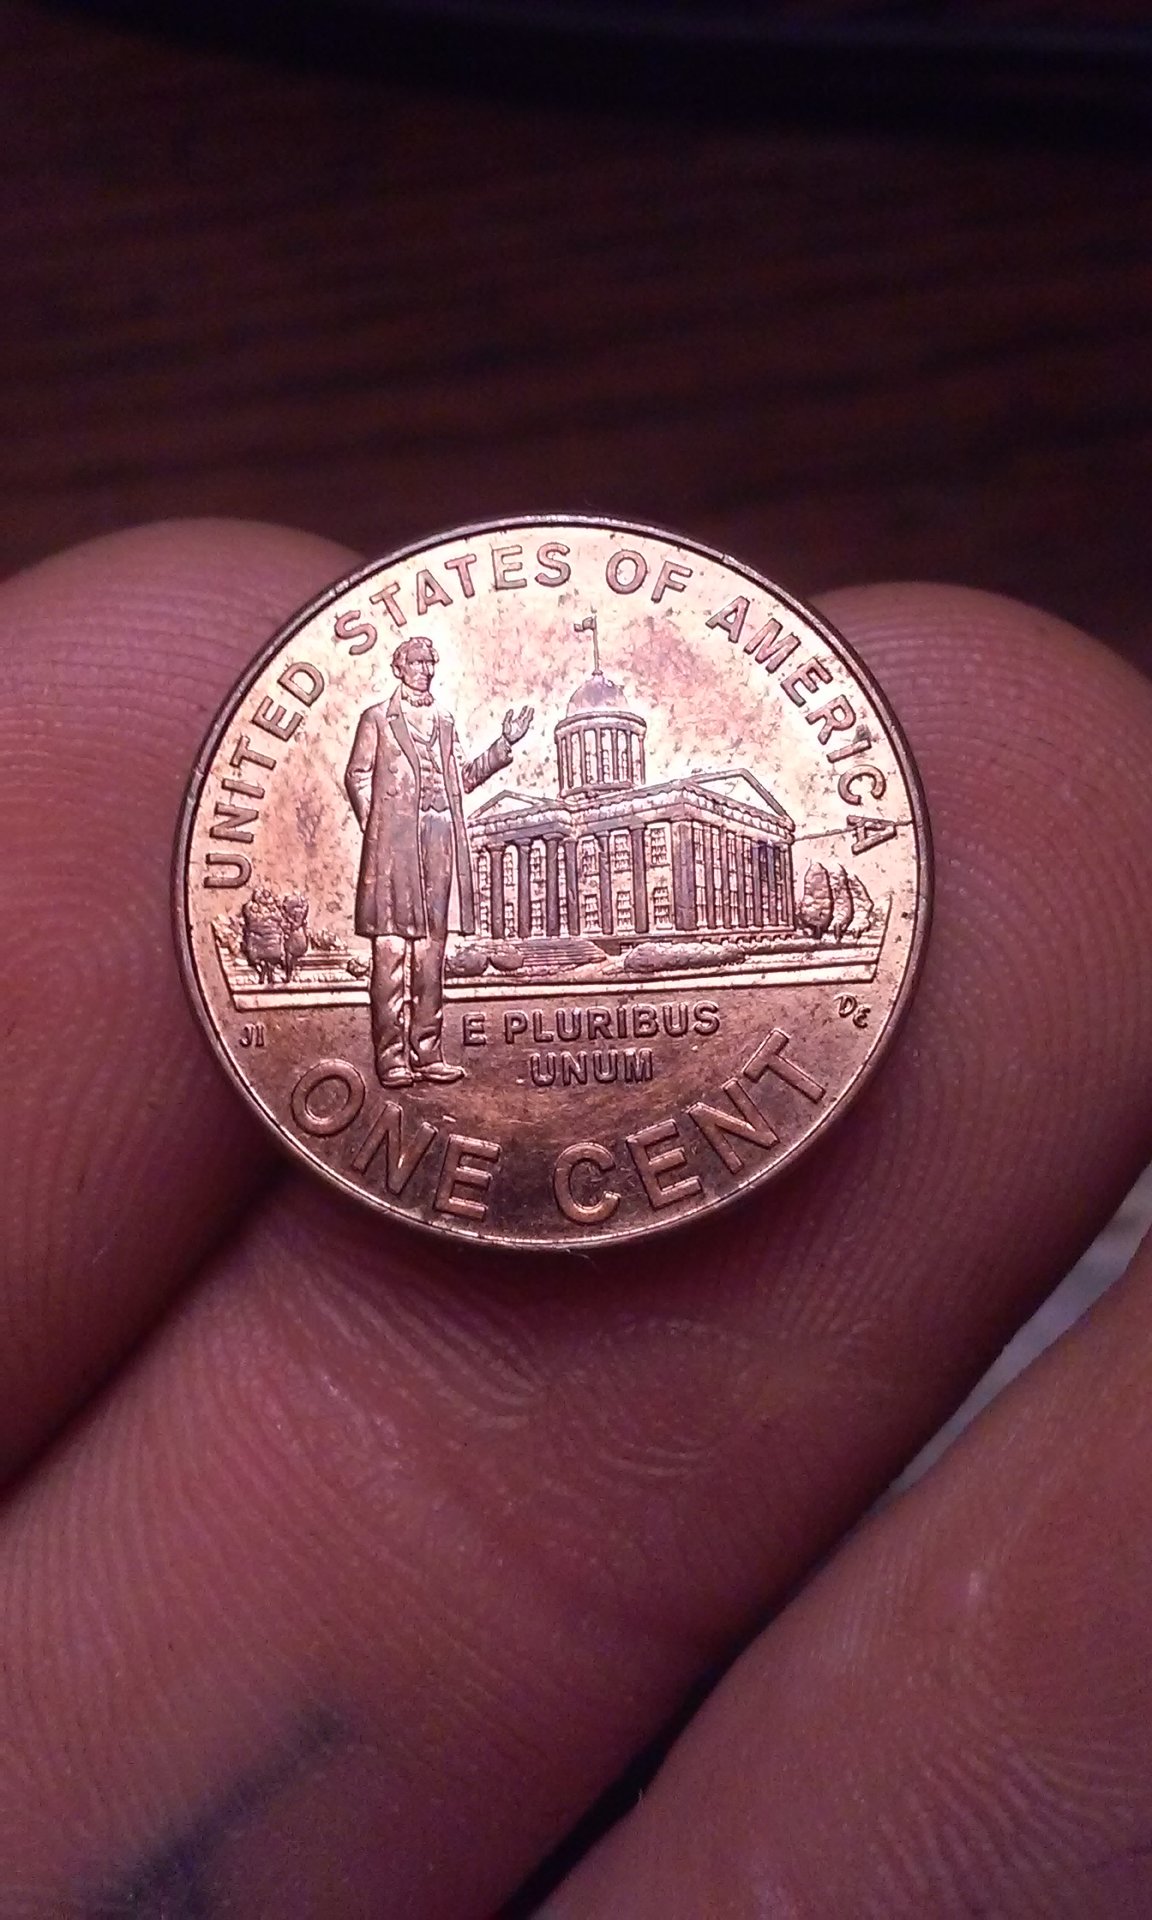 UNITED STATES OF AMERICA
JI
E PLURIBUS
UNUM
DE
ONE CENT